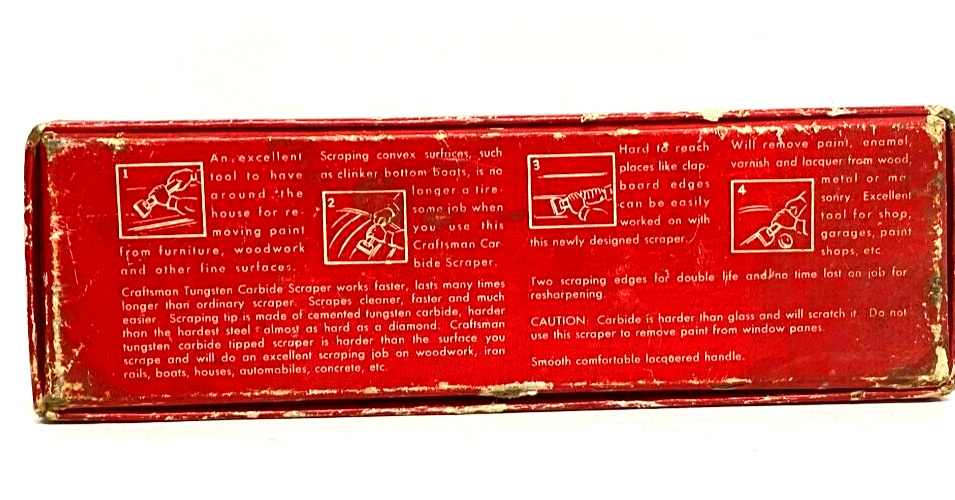 1
An excellent
tool to have
around the
house for re-
moving paint
from furniture, woodwork
and other fine surfaces.
Scraping convex surfaces, such
as clinker bottom boats, is no
2
longer a tire-
some job when
you use this
Craftsman Car-
bide Scraper.
Craftsman Tungsten Carbide Scraper works faster, lasts many times
longer than ordinary scraper. Scrapes cleaner, faster and much
easier. Scraping tip is made of cemented tungsten carbide, harder
than the hardest steel - almost as hard as a diamond. Craftsman
tungsten carbide tipped scraper is harder than the surface you
scrape and will do an excellent scraping job on woodwork, iron
rails, boats, houses, automobiles, concrete, etc.
3
Hard to reach
places like clap-
board edges
can be easily
worked on with
this newly designed scraper.
Will remove paint, enamel,
varnish and lacquer from wood,
4
metal or ma-
sonry. Excellent
tool for shop,
garages, paint
shops, etc.
Two scraping edges for double life and no time lost on job for
resharpening.
CAUTION: Carbide is harder than glass and will scratch it. Do not
use this scraper to remove paint from window panes.
Smooth comfortable lacquered handle.